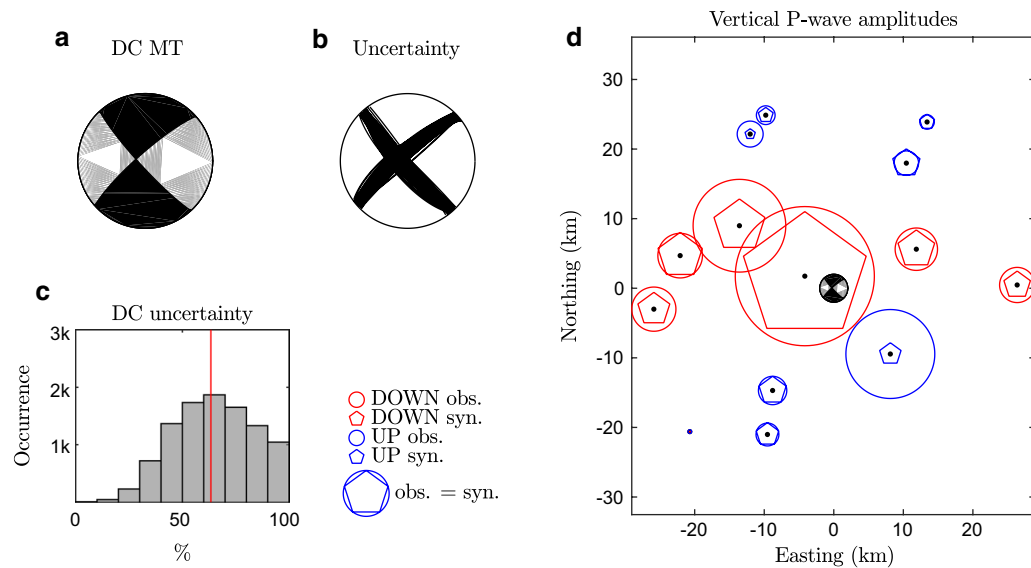 a
DC MT
b
Uncertainty
c
DC uncertainty
3k
2k
1k
Occurrence
0
50
100
%
DOWN obs.
DOWN syn.
UP obs.
UP syn.
obs. = syn.
d
Vertical P-wave amplitudes
30
20
10
0
-10
-20
-30
Northing (km)
-20
-10
0
10
20
Easting (km)